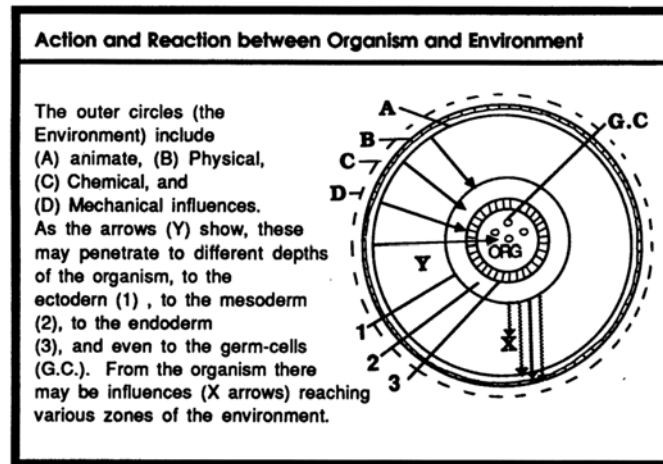 Action and Reaction between Organism and Environment
The outer circles (the
Environment) include
(A) animate, (B) Physical,
(C) Chemical, and
(D) Mechanical influences.
As the arrows (Y) show, these
may penetrate to different depths
of the organism, to the
ectodern (1) , to the mesoderm
(2), to the endoderm
(3), and even to the germ-cells
(G.C.). From the organism there
may be influences (X arrows) reaching
various zones of the environment.
A
G.C
B
C
D
ORG
Y
1
X
2
3